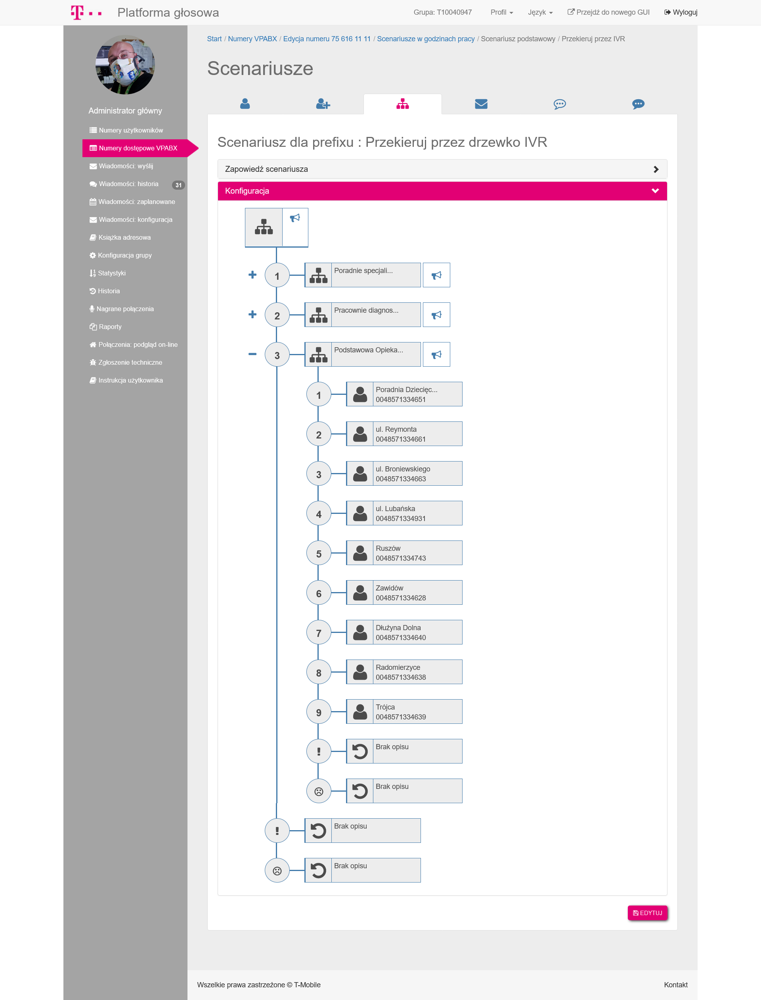 T
Platforma głosowa
Grupa: T10040947
Profil
Język
Przejdź do nowego GUI
Wyloguj
Start / Numery VPABX / Edycja numeru 75 616 11 11 / Scenariusze w godzinach pracy / Scenariusz podstawowy / Przekieruj przez IVR
Scenariusze
Administrator główny
Numery użytkowników
Numery dostępowe VPABX
Wiadomości: wyślij
Wiadomości: historia 31
Wiadomości: zaplanowane
Wiadomości: konfiguracja
Książka adresowa
Konfiguracja grupy
Statystyki
Historia
Nagrane połączenia
Raporty
Połączenia: podgląd on-line
Zgłoszenie techniczne
Instrukcja użytkownika
Scenariusz dla prefixu : Przekieruj przez drzewko IVR
Zapowiedź scenariusza
Konfiguracja
1 Poradnie specjali...
2 Pracownie diagnos...
3 Podstawowa Opieka...
1 Poradnia Dziecięc...
0048571334651
2 ul. Reymonta
0048571334661
3 ul. Broniewskiego
0048571334663
4 ul. Lubańska
0048571334931
5 Ruszów
0048571334743
6 Zawidów
0048571334628
7 Dłużyna Dolna
0048571334640
8 Radomierzyce
0048571334638
9 Trójca
0048571334639
! Brak opisu
Brak opisu
! Brak opisu
Brak opisu
EDYTUJ
Wszelkie prawa zastrzeżone © T-Mobile
Kontakt